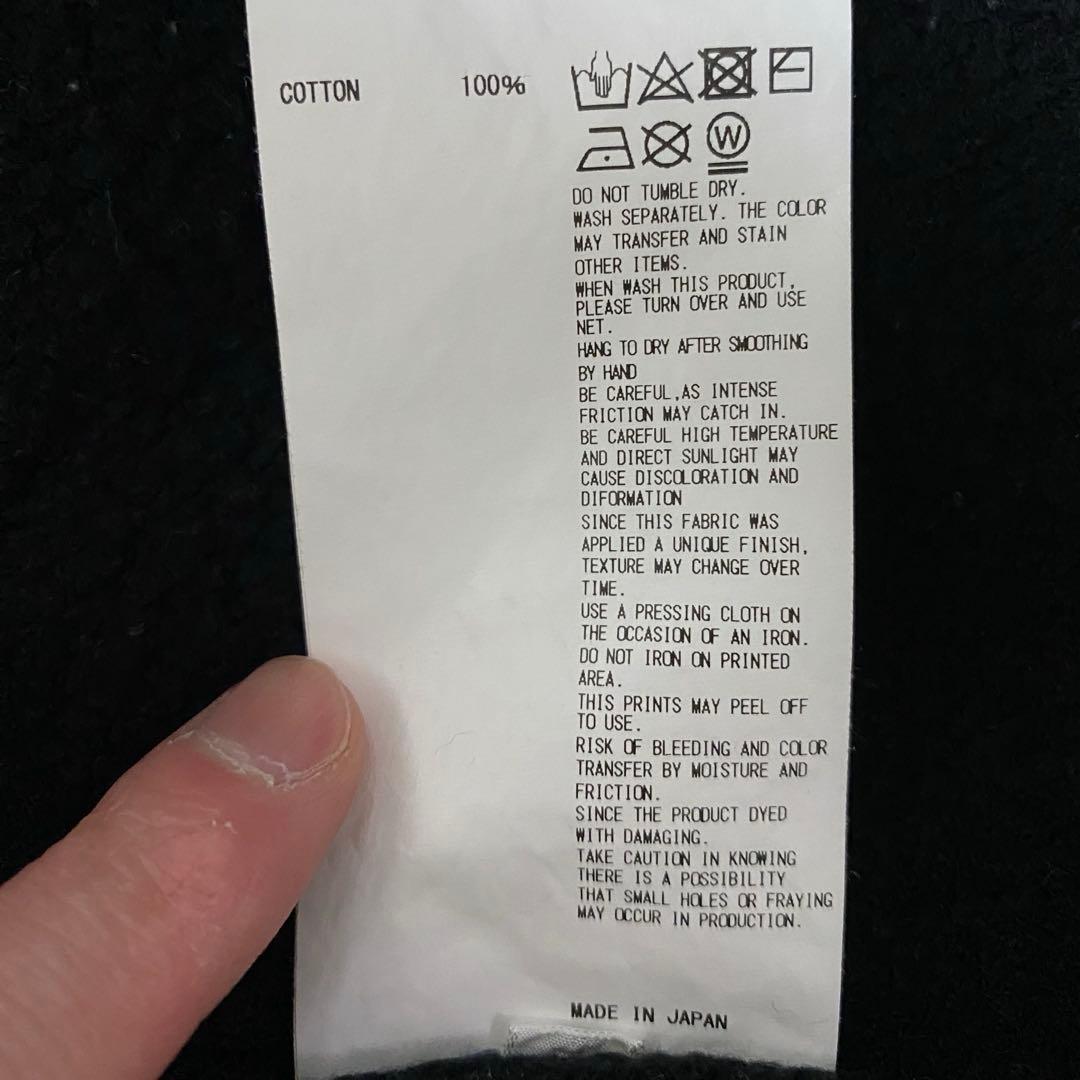 COTTON 100%
W
DO NOT TUMBLE DRY.
WASH SEPARATELY. THE COLOR
MAY TRANSFER AND STAIN
OTHER ITEMS.
WHEN WASH THIS PRODUCT,
PLEASE TURN OVER AND USE
NET.
HANG TO DRY AFTER SMOOTHING
BY HAND
BE CAREFUL,AS INTENSE
FRICTION MAY CATCH IN.
BE CAREFUL HIGH TEMPERATURE
AND DIRECT SUNLIGHT MAY
CAUSE DISCOLORATION AND
DIFORMATION
SINCE THIS FABRIC WAS
APPLIED A UNIQUE FINISH,
TEXTURE MAY CHANGE OVER
TIME.
USE A PRESSING CLOTH ON
THE OCCASION OF AN IRON.
DO NOT IRON ON PRINTED
AREA.
THIS PRINTS MAY PEEL OFF
TO USE.
RISK OF BLEEDING AND COLOR
TRANSFER BY MOISTURE AND
FRICTION.
SINCE THE PRODUCT DYED
WITH DAMAGING.
TAKE CAUTION IN KNOWING
THERE IS A POSSIBILITY
THAT SMALL HOLES OR FRAYING
MAY OCCUR IN PRODUCTION.
MADE IN JAPAN